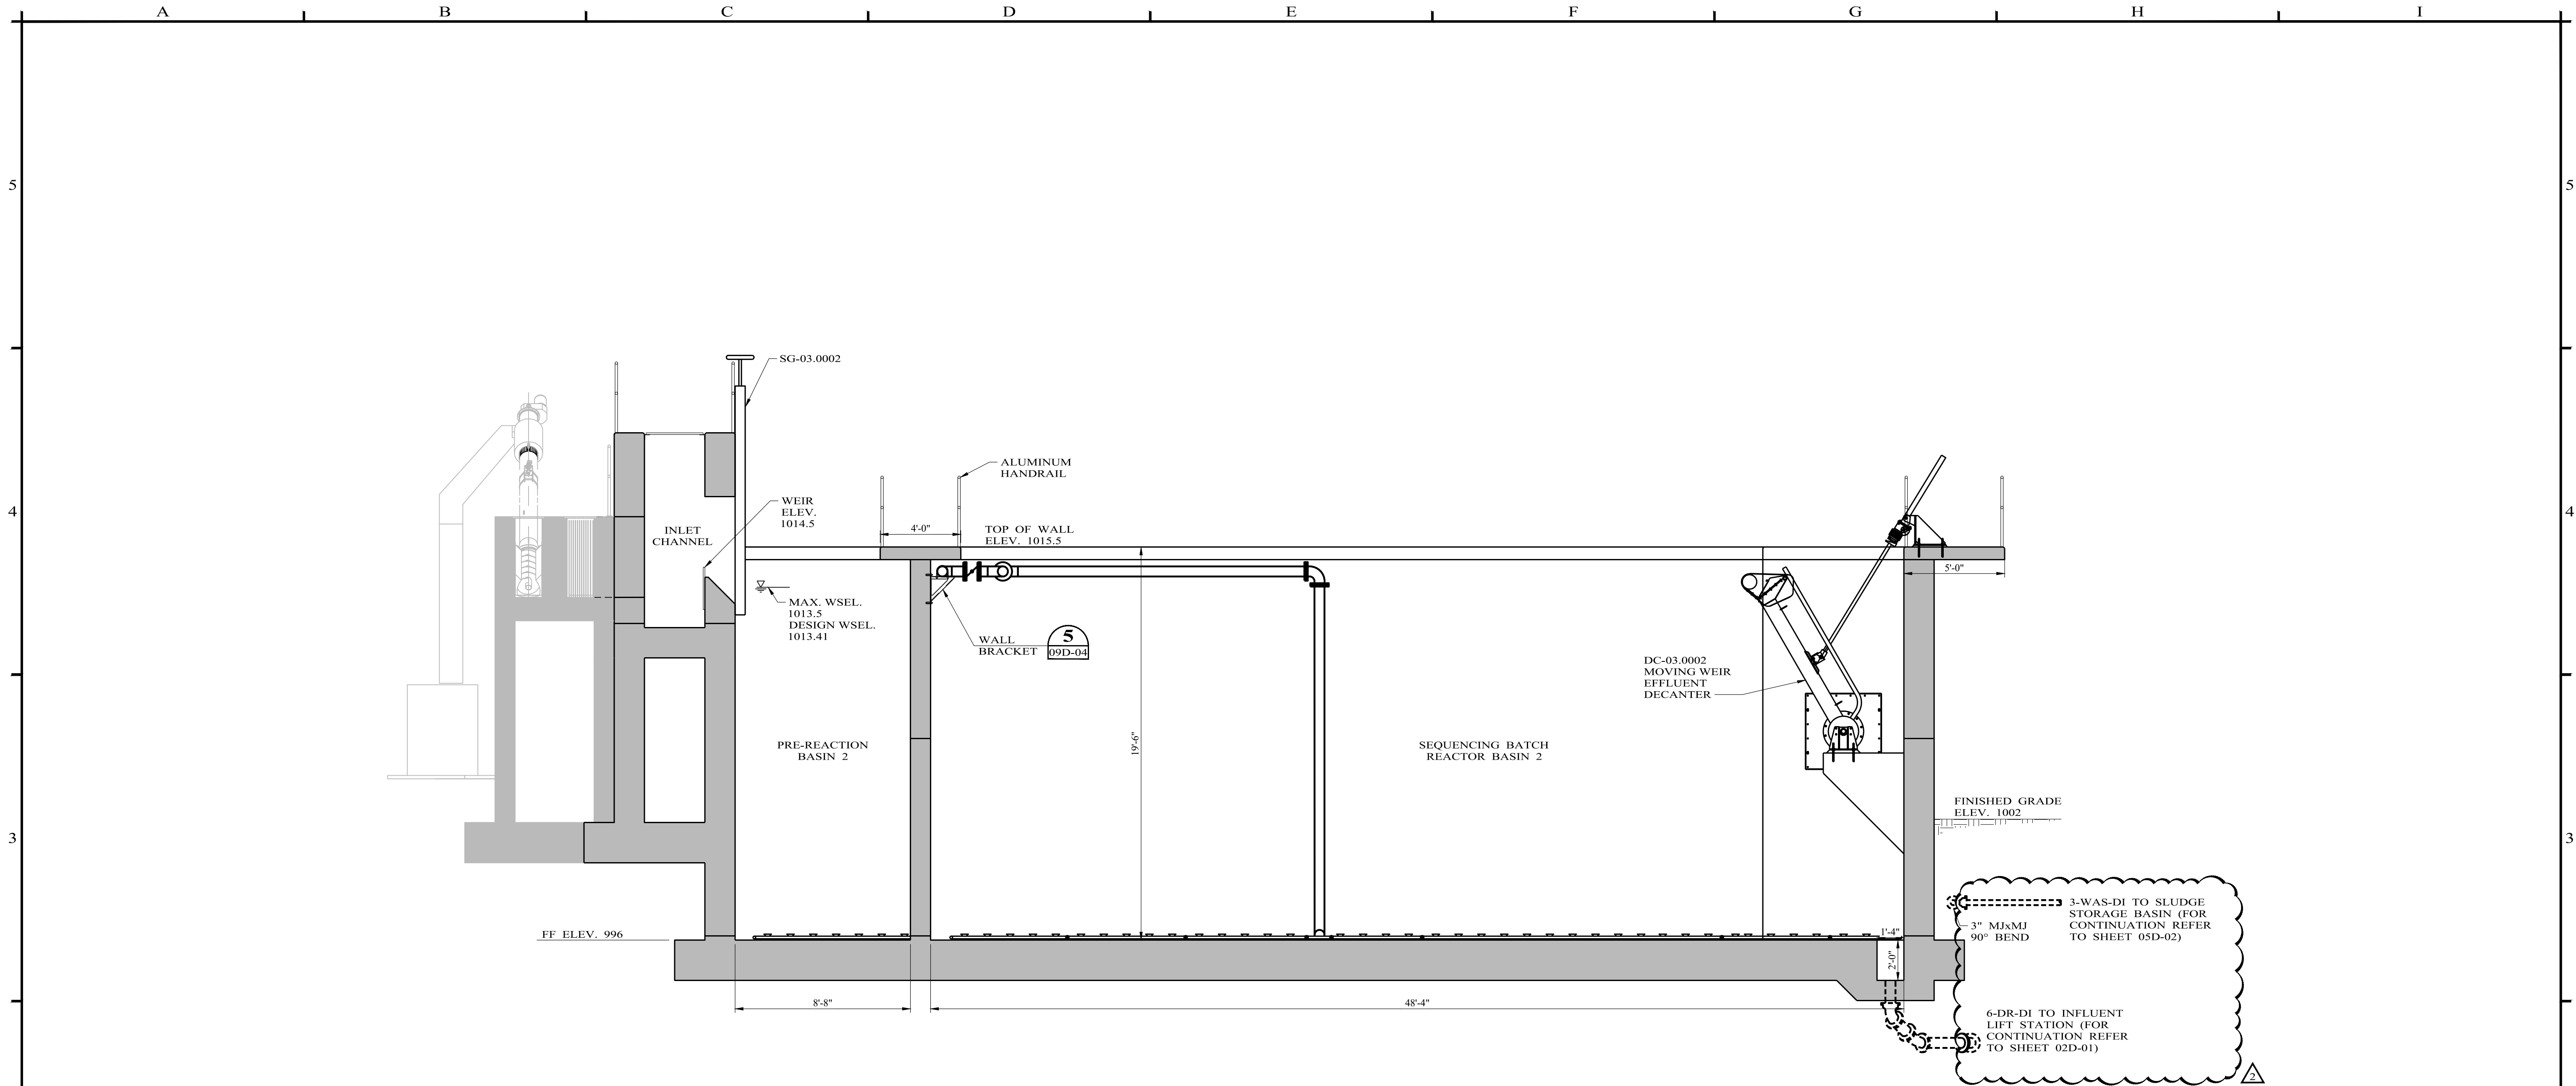 A B C D E F G H I
5 5
SG-03.0002
ALUMINUM
HANDRAIL
WEIR
ELEV.
1014.5
4 4
INLET
CHANNEL
4'-0"
TOP OF WALL
ELEV. 1015.5
5'-0"
MAX. WSEL.
1013.5
DESIGN WSEL.
1013.41
WALL
BRACKET
5
09D-04
DC-03.0002
MOVING WEIR
EFFLUENT
DECANTER
PRE-REACTION
BASIN 2
19'-6"
SEQUENCING BATCH
REACTOR BASIN 2
FINISHED GRADE
ELEV. 1002
3 3
FF ELEV. 996
1'-4"
2'-0"
3" MJxMJ
90° BEND
3-WAS-DI TO SLUDGE
STORAGE BASIN (FOR
CONTINUATION REFER
TO SHEET 05D-02)
8'-8"
48'-4"
6-DR-DI TO INFLUENT
LIFT STATION (FOR
CONTINUATION REFER
TO SHEET 02D-01)
2